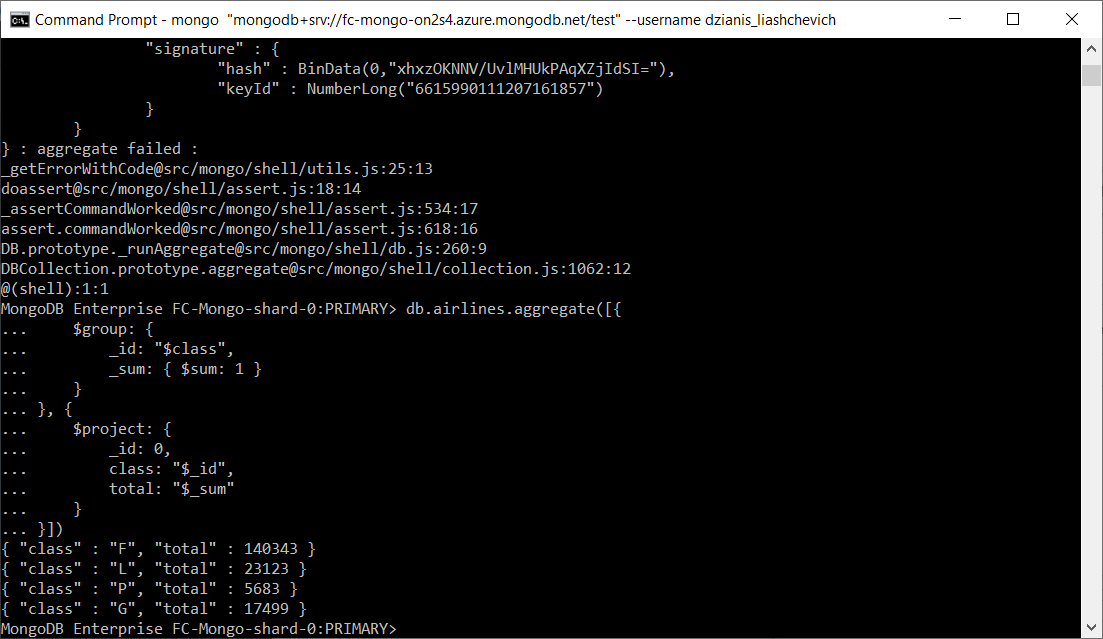 Command Prompt - mongo  "mongodb+srv://fc-mongo-on2s4.azure.mongodb.net/test" --username dzianis_liashchevich
                "signature" : {
                        "hash" : BinData(0,"xhxzOKNNV/UvlMHUkPAqXZjIdSI="),
                        "keyId" : NumberLong("6615990111207161857")
                }
        }
} : aggregate failed :
_getErrorWithCode@src/mongo/shell/utils.js:25:13
doassert@src/mongo/shell/assert.js:18:14
_assertCommandWorked@src/mongo/shell/assert.js:534:17
assert.commandWorked@src/mongo/shell/assert.js:618:16
DB.prototype._runAggregate@src/mongo/shell/db.js:260:9
DBCollection.prototype.aggregate@src/mongo/shell/collection.js:1062:12
@(shell):1:1
MongoDB Enterprise FC-Mongo-shard-0:PRIMARY> db.airlines.aggregate([{
...     $group: {
...         _id: "$class",
...         _sum: { $sum: 1 }
...     }
... }, {
...     $project: {
...         _id: 0,
...         class: "$_id",
...         total: "$_sum"
...     }
... }])
{ "class" : "F", "total" : 140343 }
{ "class" : "L", "total" : 23123 }
{ "class" : "P", "total" : 5683 }
{ "class" : "G", "total" : 17499 }
MongoDB Enterprise FC-Mongo-shard-0:PRIMARY>